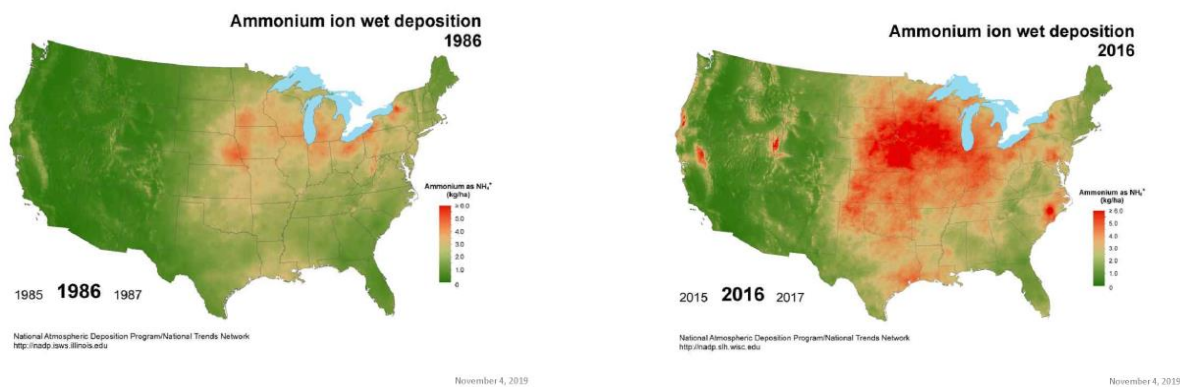 Ammonium ion wet deposition
1986
Ammonium as NH₄⁺
(kg/ha)
≥ 6.0
5.0
4.0
3.0
2.0
1.0
0
1985 1986 1987
National Atmospheric Deposition Program/National Trends Network
http://nadp.isws.illinois.edu
November 4, 2019
Ammonium ion wet deposition
2016
Ammonium as NH₄⁺
(kg/ha)
≥ 6.0
5.0
4.0
3.0
2.0
1.0
0
2015 2016 2017
National Atmospheric Deposition Program/National Trends Network
http://nadp.slh.wisc.edu
November 4, 2019